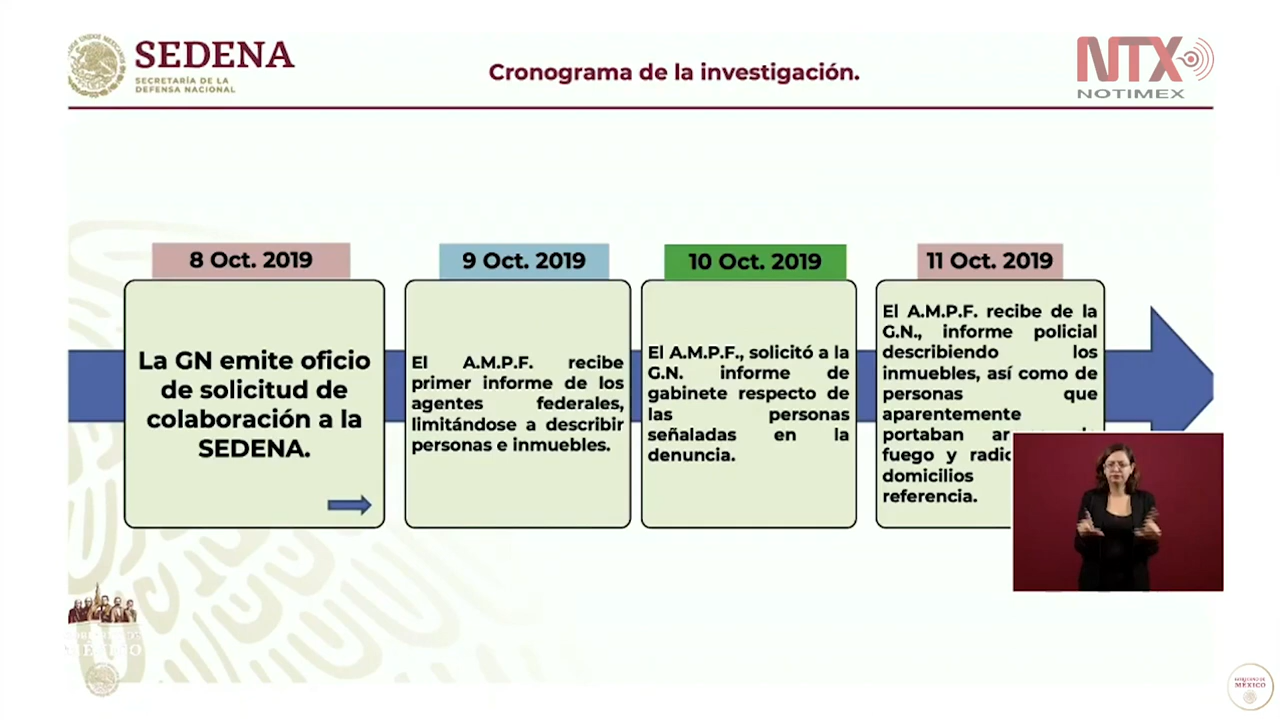 SEDENA
SECRETARÍA DE LA
DEFENSA NACIONAL
Cronograma de la investigación.
NTX
NOTIMEX
8 Oct. 2019
La GN emite oficio
de solicitud de
colaboración a la
SEDENA.
9 Oct. 2019
El A.M.P.F. recibe
primer informe de los
agentes federales,
limitándose a describir
personas e inmuebles.
10 Oct. 2019
El A.M.P.F., solicitó a la
G.N. informe de
gabinete respecto de
las personas
señaladas en la
denuncia.
11 Oct. 2019
El A.M.P.F. recibe de la
G.N., informe policial
describiendo los
inmuebles, así como de
personas que
aparentemente
portaban
fuego y
domicilios
referencia.
MÉXICO
GOBIERNO DE
MÉXICO